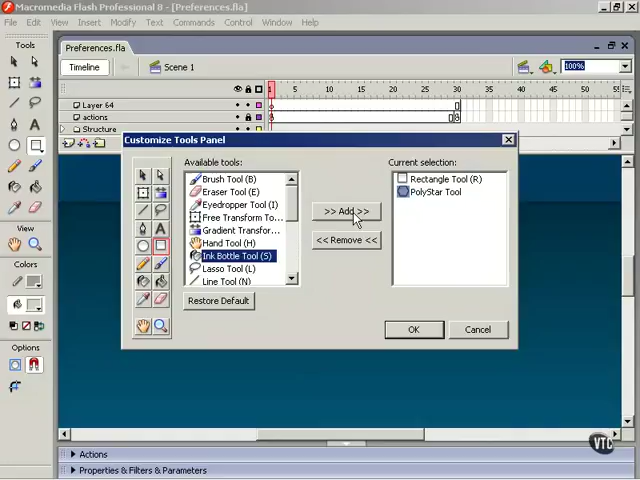 Macromedia Flash Professional 8 - [Preferences.fla]
File Edit View Insert Modify Text Commands Control Window Help
Tools
Preferences.fla
Timeline
Scene 1
100%
1 5 10 15 20 25 30 35 40 45 50 55
Layer 64
actions
Structure
Customize Tools Panel
Available tools:
Current selection:
Brush Tool (B)
Eraser Tool (E)
Eyedropper Tool (I)
Free Transform To...
Gradient Transfor...
Hand Tool (H)
Ink Bottle Tool (S)
Lasso Tool (L)
Line Tool (N)
>> Add >>
<< Remove <<
Rectangle Tool (R)
PolyStar Tool
Restore Default
OK
Cancel
View
Colors
Options
VTC
Actions
Properties & Filters & Parameters